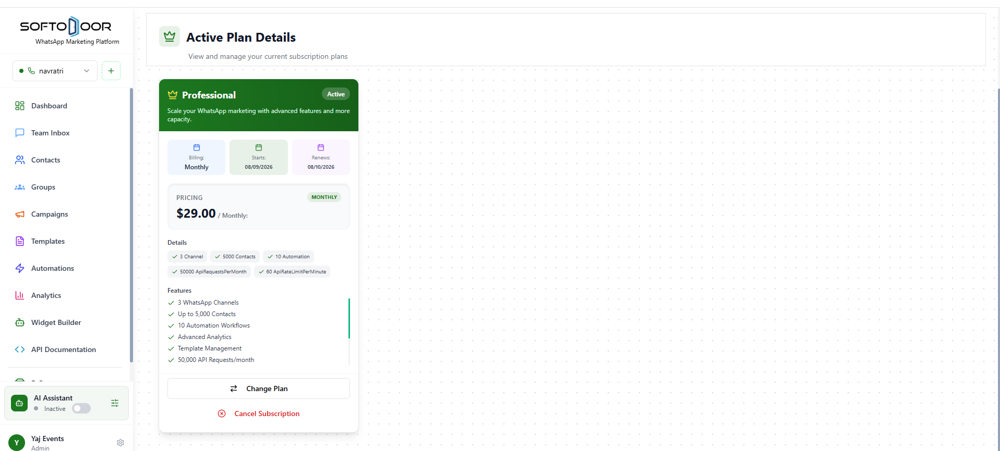 SOFTODOOR
WhatsApp Marketing Platform
navratri
Dashboard
Team Inbox
Contacts
Groups
Campaigns
Templates
Automations
Analytics
Widget Builder
API Documentation
AI Assistant
Inactive
Y
Yaj Events
Admin
Active Plan Details
View and manage your current subscription plans
Professional
Active
Scale your WhatsApp marketing with advanced features and more
capacity.
Billing:
Monthly
Starts:
08/09/2026
Renews:
08/10/2026
PRICING
MONTHLY
$29.00 / Monthly:
Details
3 Channel
5000 Contacts
10 Automation
50000 ApiRequestsPerMonth
60 ApiRateLimitPerMinute
Features
3 WhatsApp Channels
Up to 5,000 Contacts
10 Automation Workflows
Advanced Analytics
Template Management
50,000 API Requests/month
Change Plan
Cancel Subscription